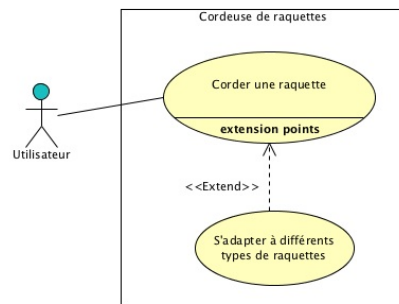 Cordeuse de raquettes
Corder une raquette
extension points
Utilisateur
<<Extend>>
S'adapter à différents
types de raquettes